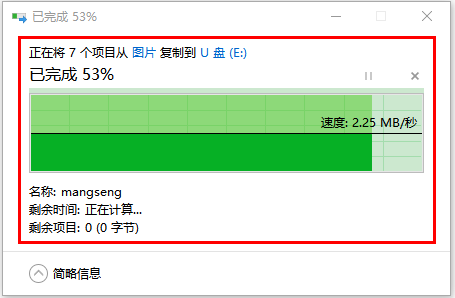 已完成 53%
正在将 7 个项目从 图片 复制到 U 盘 (E:)
已完成 53%
速度: 2.25 MB/秒
名称: mangseng
剩余时间: 正在计算...
剩余项目: 0 (0 字节)
简略信息